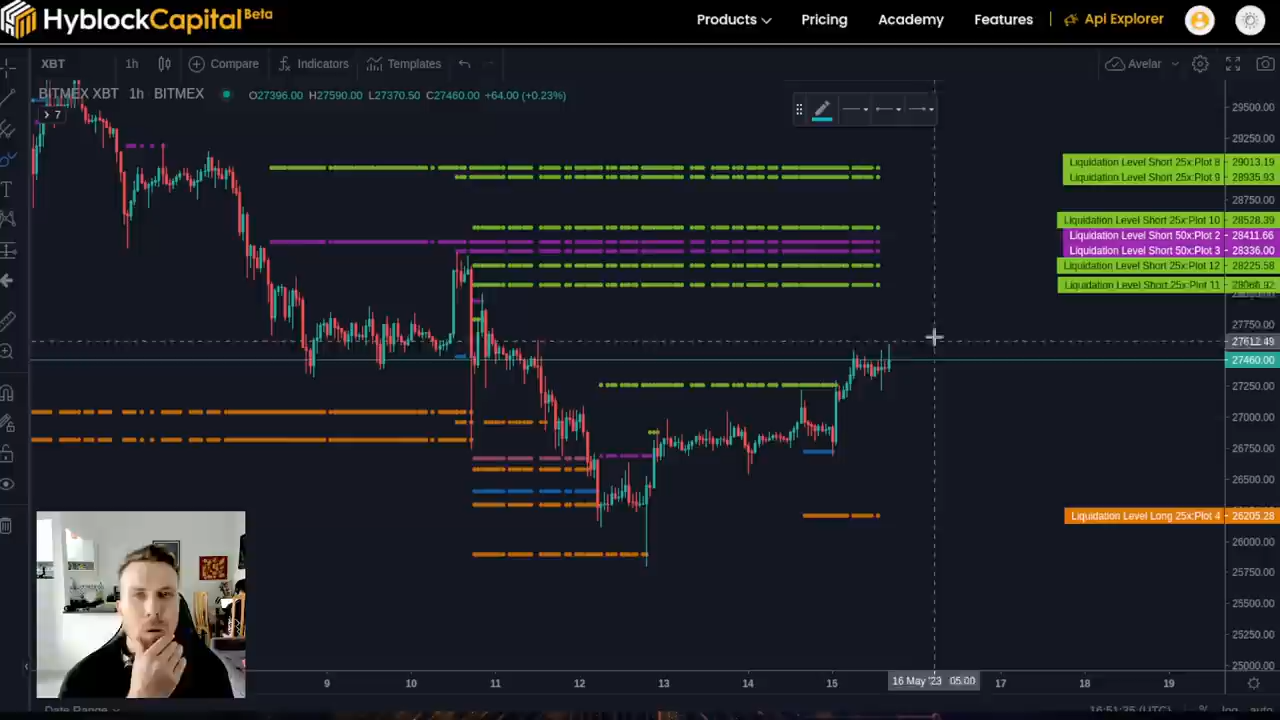 HyblockCapital Beta
Products
Pricing
Academy
Features
Api Explorer
XBT
1h
Compare
Indicators
Templates
Avelar
BITMEX XBT 1h BITMEX
O27396.00 H27590.00 L27370.50 C27460.00 +64.00 (+0.23%)
7
29500.00
29250.00
Liquidation Level Short 25x:Plot 8 29013.19
Liquidation Level Short 25x:Plot 9 28935.93
28750.00
Liquidation Level Short 25x:Plot 10 28528.39
Liquidation Level Short 50x:Plot 2 28411.66
Liquidation Level Short 50x:Plot 3 28336.00
Liquidation Level Short 25x:Plot 12 28225.58
Liquidation Level Short 25x:Plot 11
27750.00
27612.49
27460.00
27250.00
27000.00
26750.00
26500.00
Liquidation Level Long 25x:Plot 4 26205.28
26000.00
25750.00
25500.00
25250.00
25000.00
9 10 11 12 13 14 15 16 May '23 05:00 17 18 19
Date Range
16:51:35 (UTC)
%
log
auto